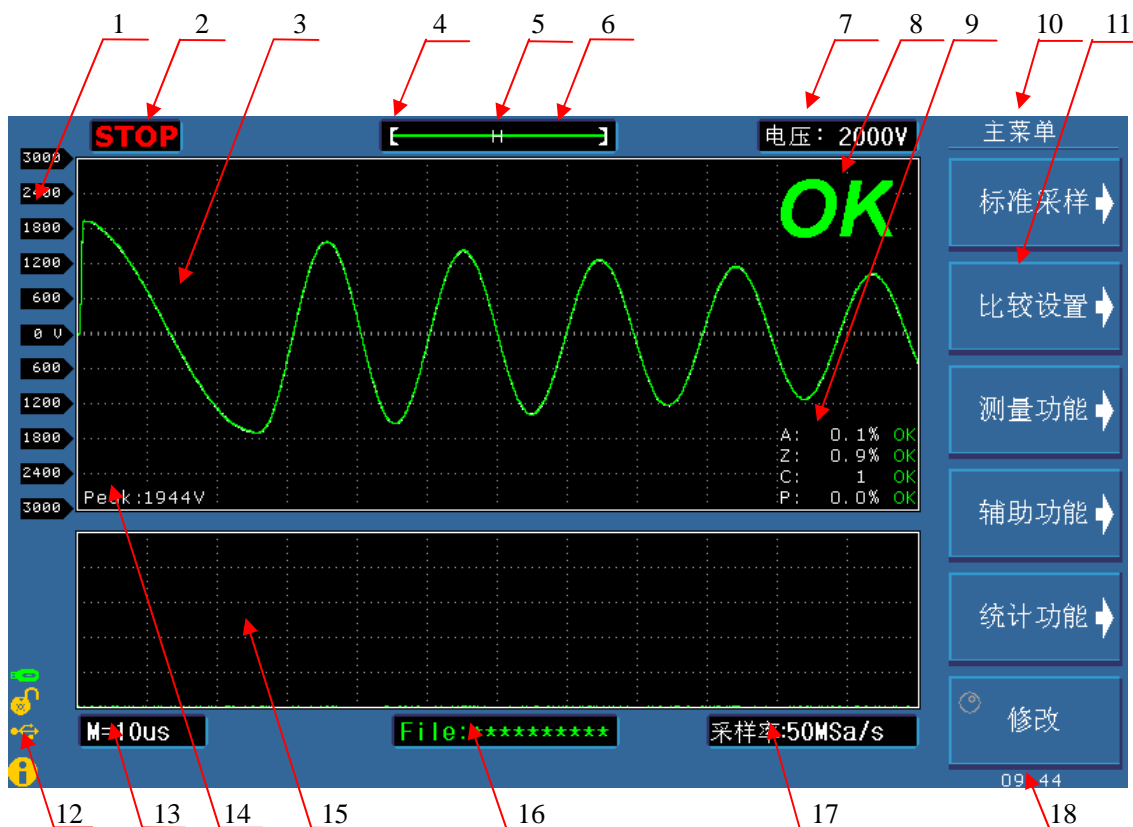 1 2 3 4 5 6 7 8 9 10 11
STOP
电压: 2000V
主菜单
3000
2400
1800
1200
600
0 V
600
1200
1800
2400
3000
OK
A: 0.1% OK
Z: 0.9% OK
C: 1 OK
P: 0.0% OK
Peak:1944V
标准采样
比较设置
测量功能
辅助功能
统计功能
修改
M=10us
File:**********
采样率:50MSa/s
09:44
12 13 14 15 16 17 18